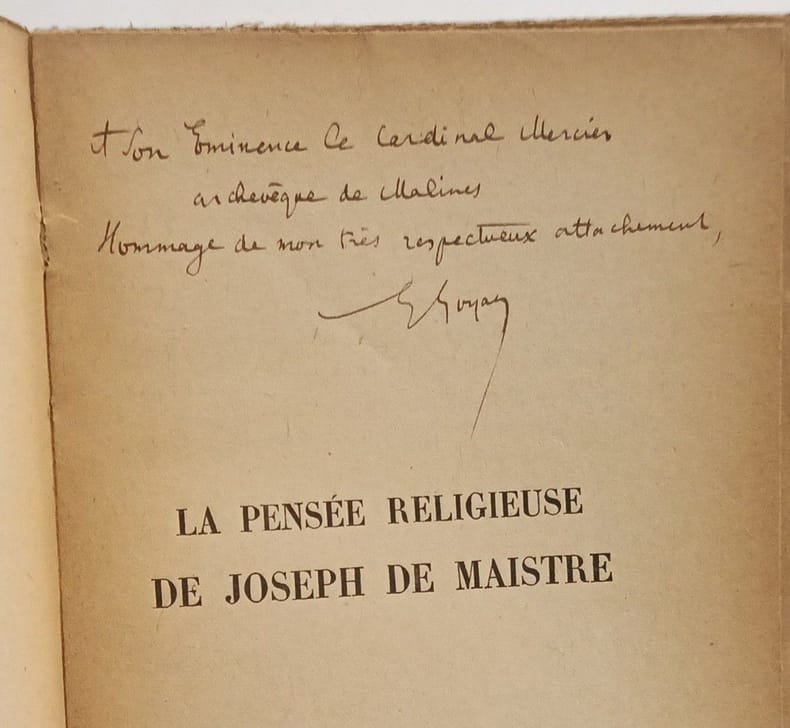 A Son Eminence le Cardinal Mercier
archevêque de Malines
Hommage de mon très respectueux attachement,
G Goyau
LA PENSÉE RELIGIEUSE
DE JOSEPH DE MAISTRE